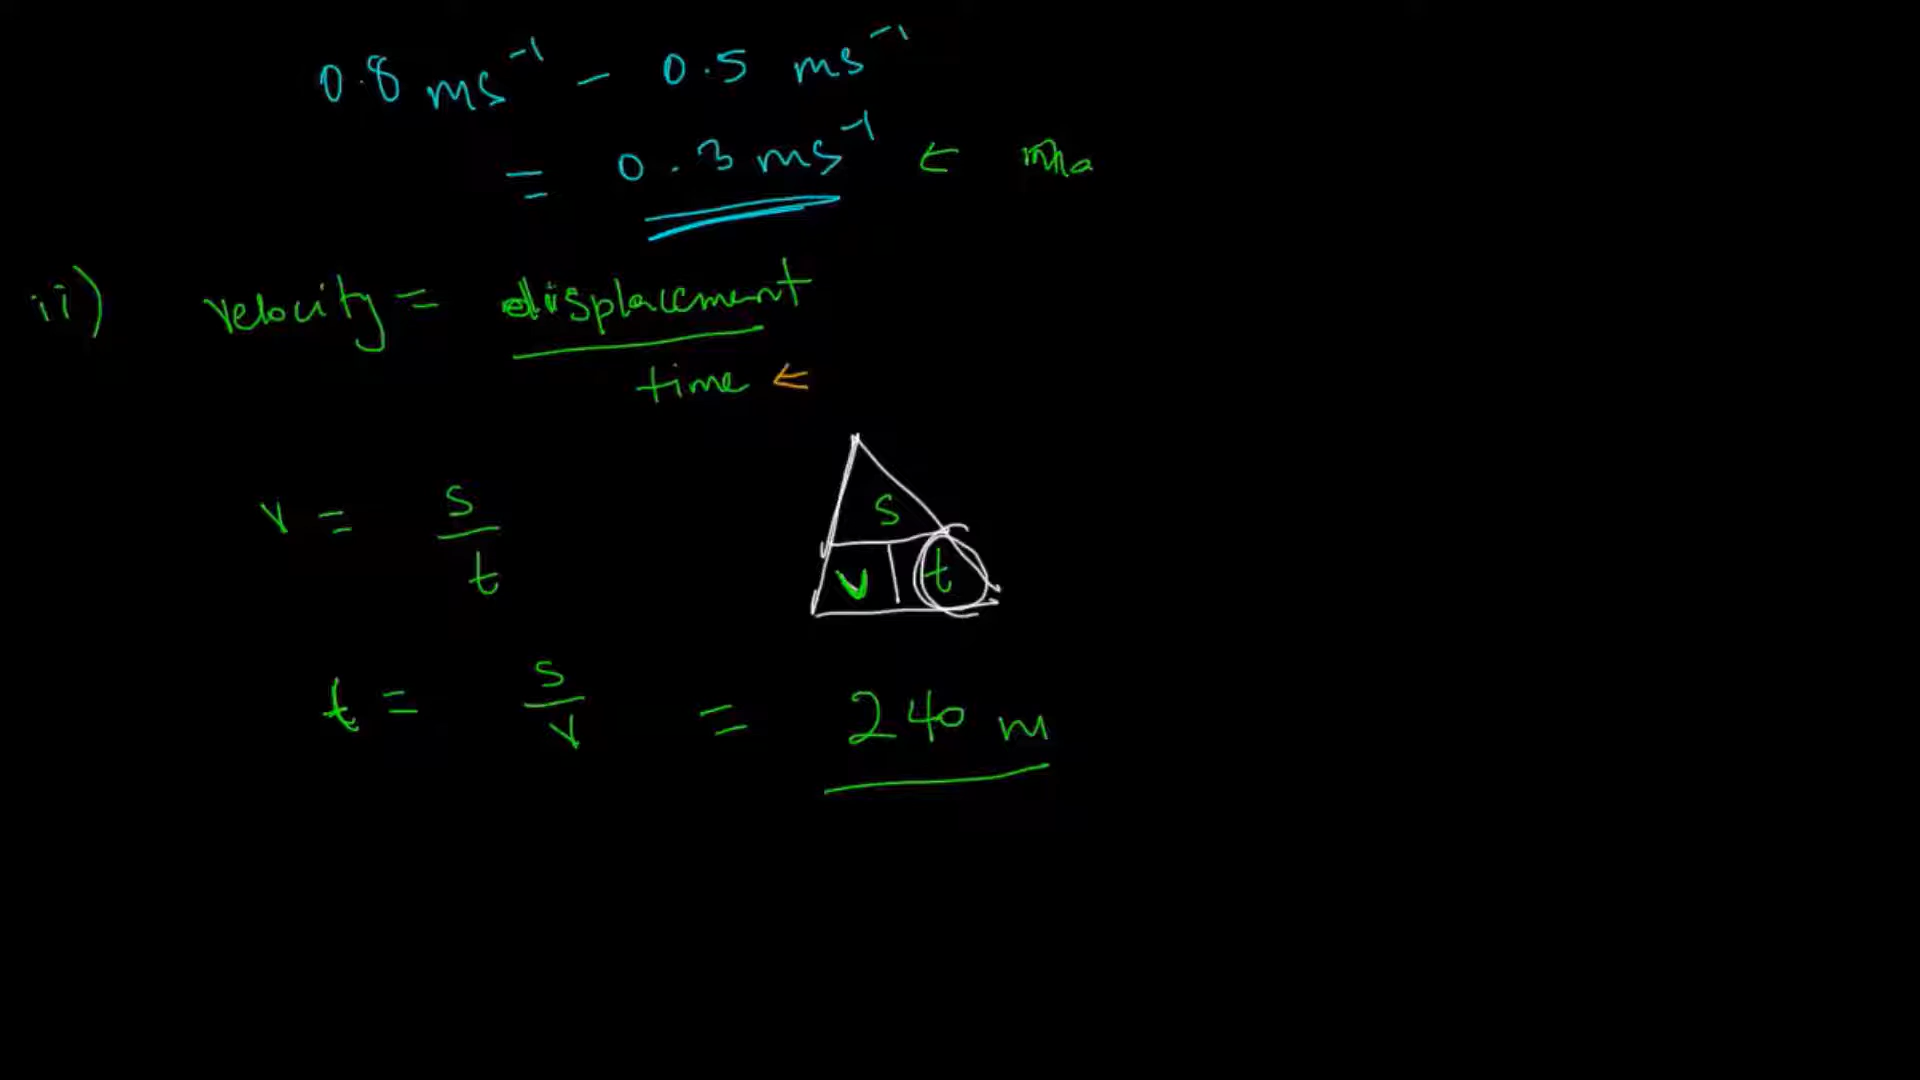 0.8 ms⁻¹ – 0.5 ms⁻¹
= 0.3 ms⁻¹ ←
ii) velocity = displacement
time ←
s
v = s
t
v t
t = s = 240 m
v